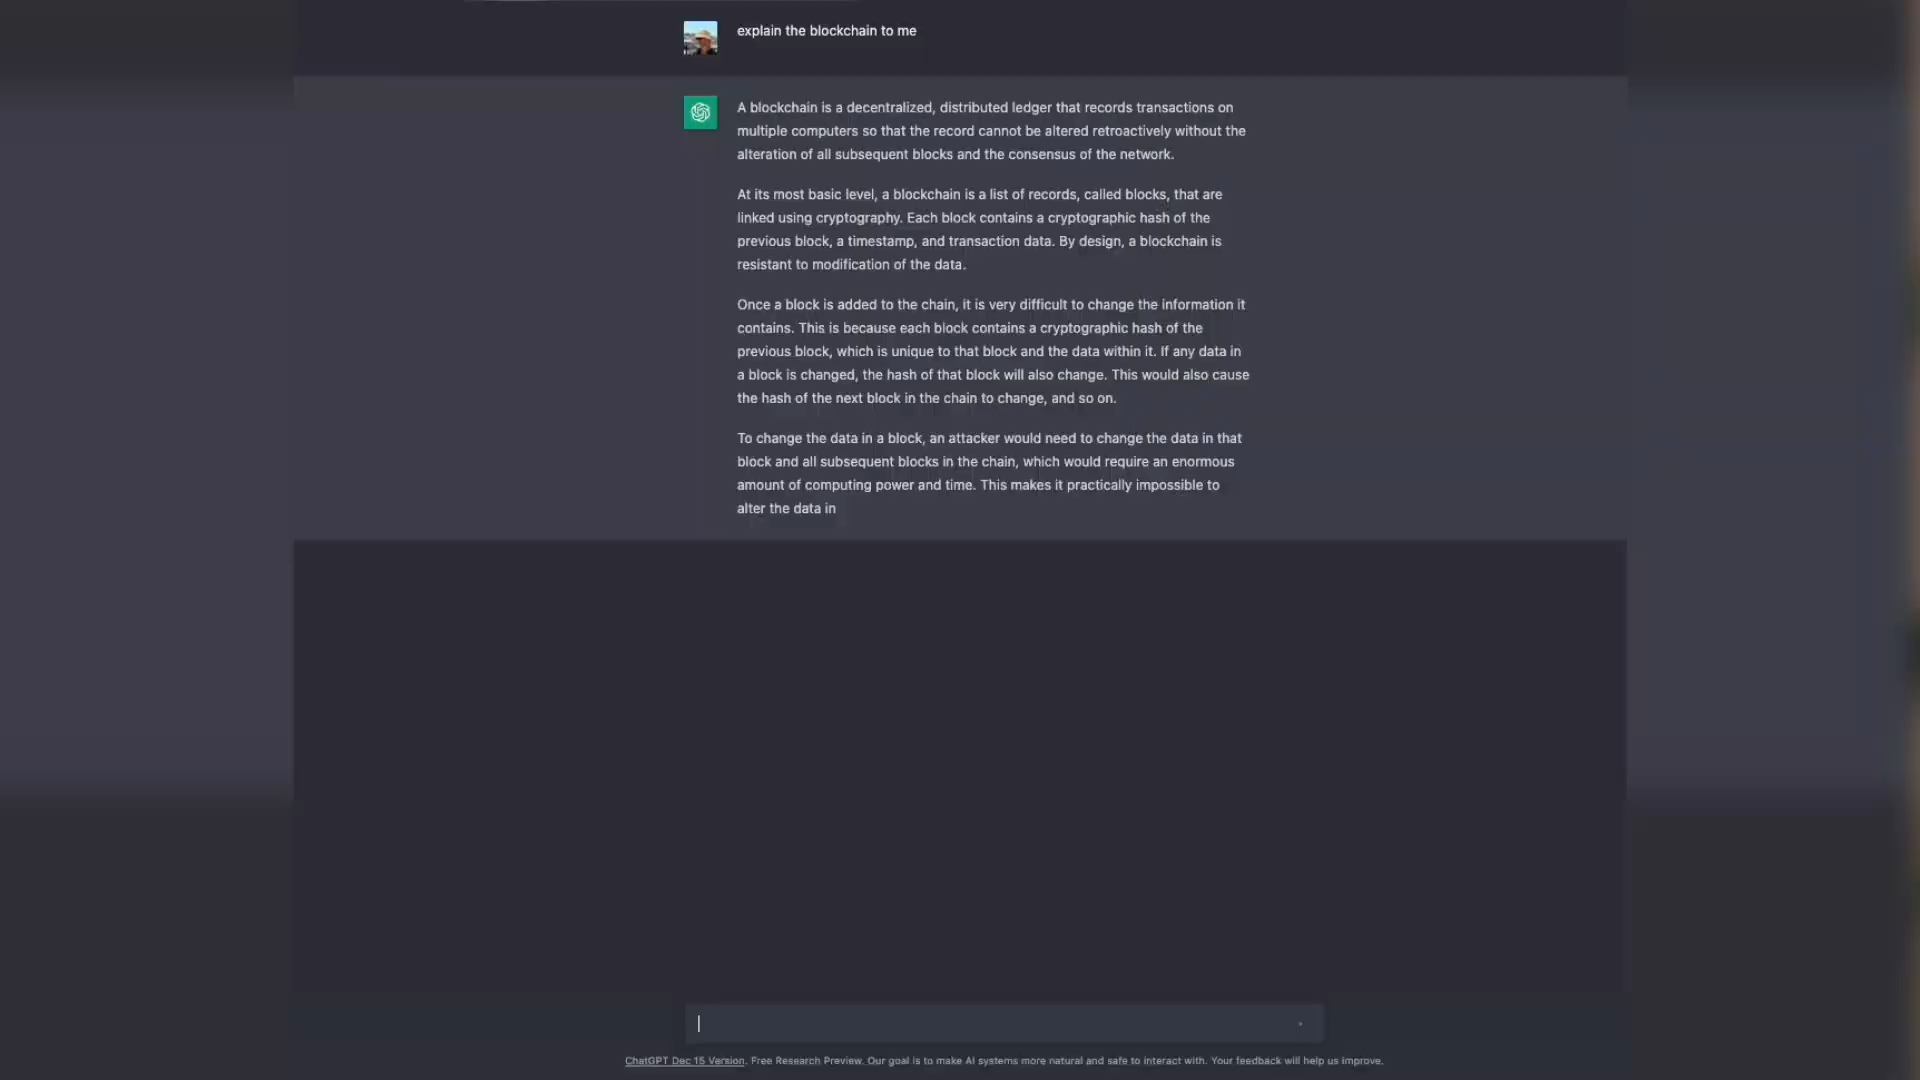 explain the blockchain to me
A blockchain is a decentralized, distributed ledger that records transactions on
multiple computers so that the record cannot be altered retroactively without the
alteration of all subsequent blocks and the consensus of the network.
At its most basic level, a blockchain is a list of records, called blocks, that are
linked using cryptography. Each block contains a cryptographic hash of the
previous block, a timestamp, and transaction data. By design, a blockchain is
resistant to modification of the data.
Once a block is added to the chain, it is very difficult to change the information it
contains. This is because each block contains a cryptographic hash of the
previous block, which is unique to that block and the data within it. If any data in
a block is changed, the hash of that block will also change. This would also cause
the hash of the next block in the chain to change, and so on.
To change the data in a block, an attacker would need to change the data in that
block and all subsequent blocks in the chain, which would require an enormous
amount of computing power and time. This makes it practically impossible to
alter the data in
ChatGPT Dec 15 Version. Free Research Preview. Our goal is to make AI systems more natural and safe to interact with. Your feedback will help us improve.